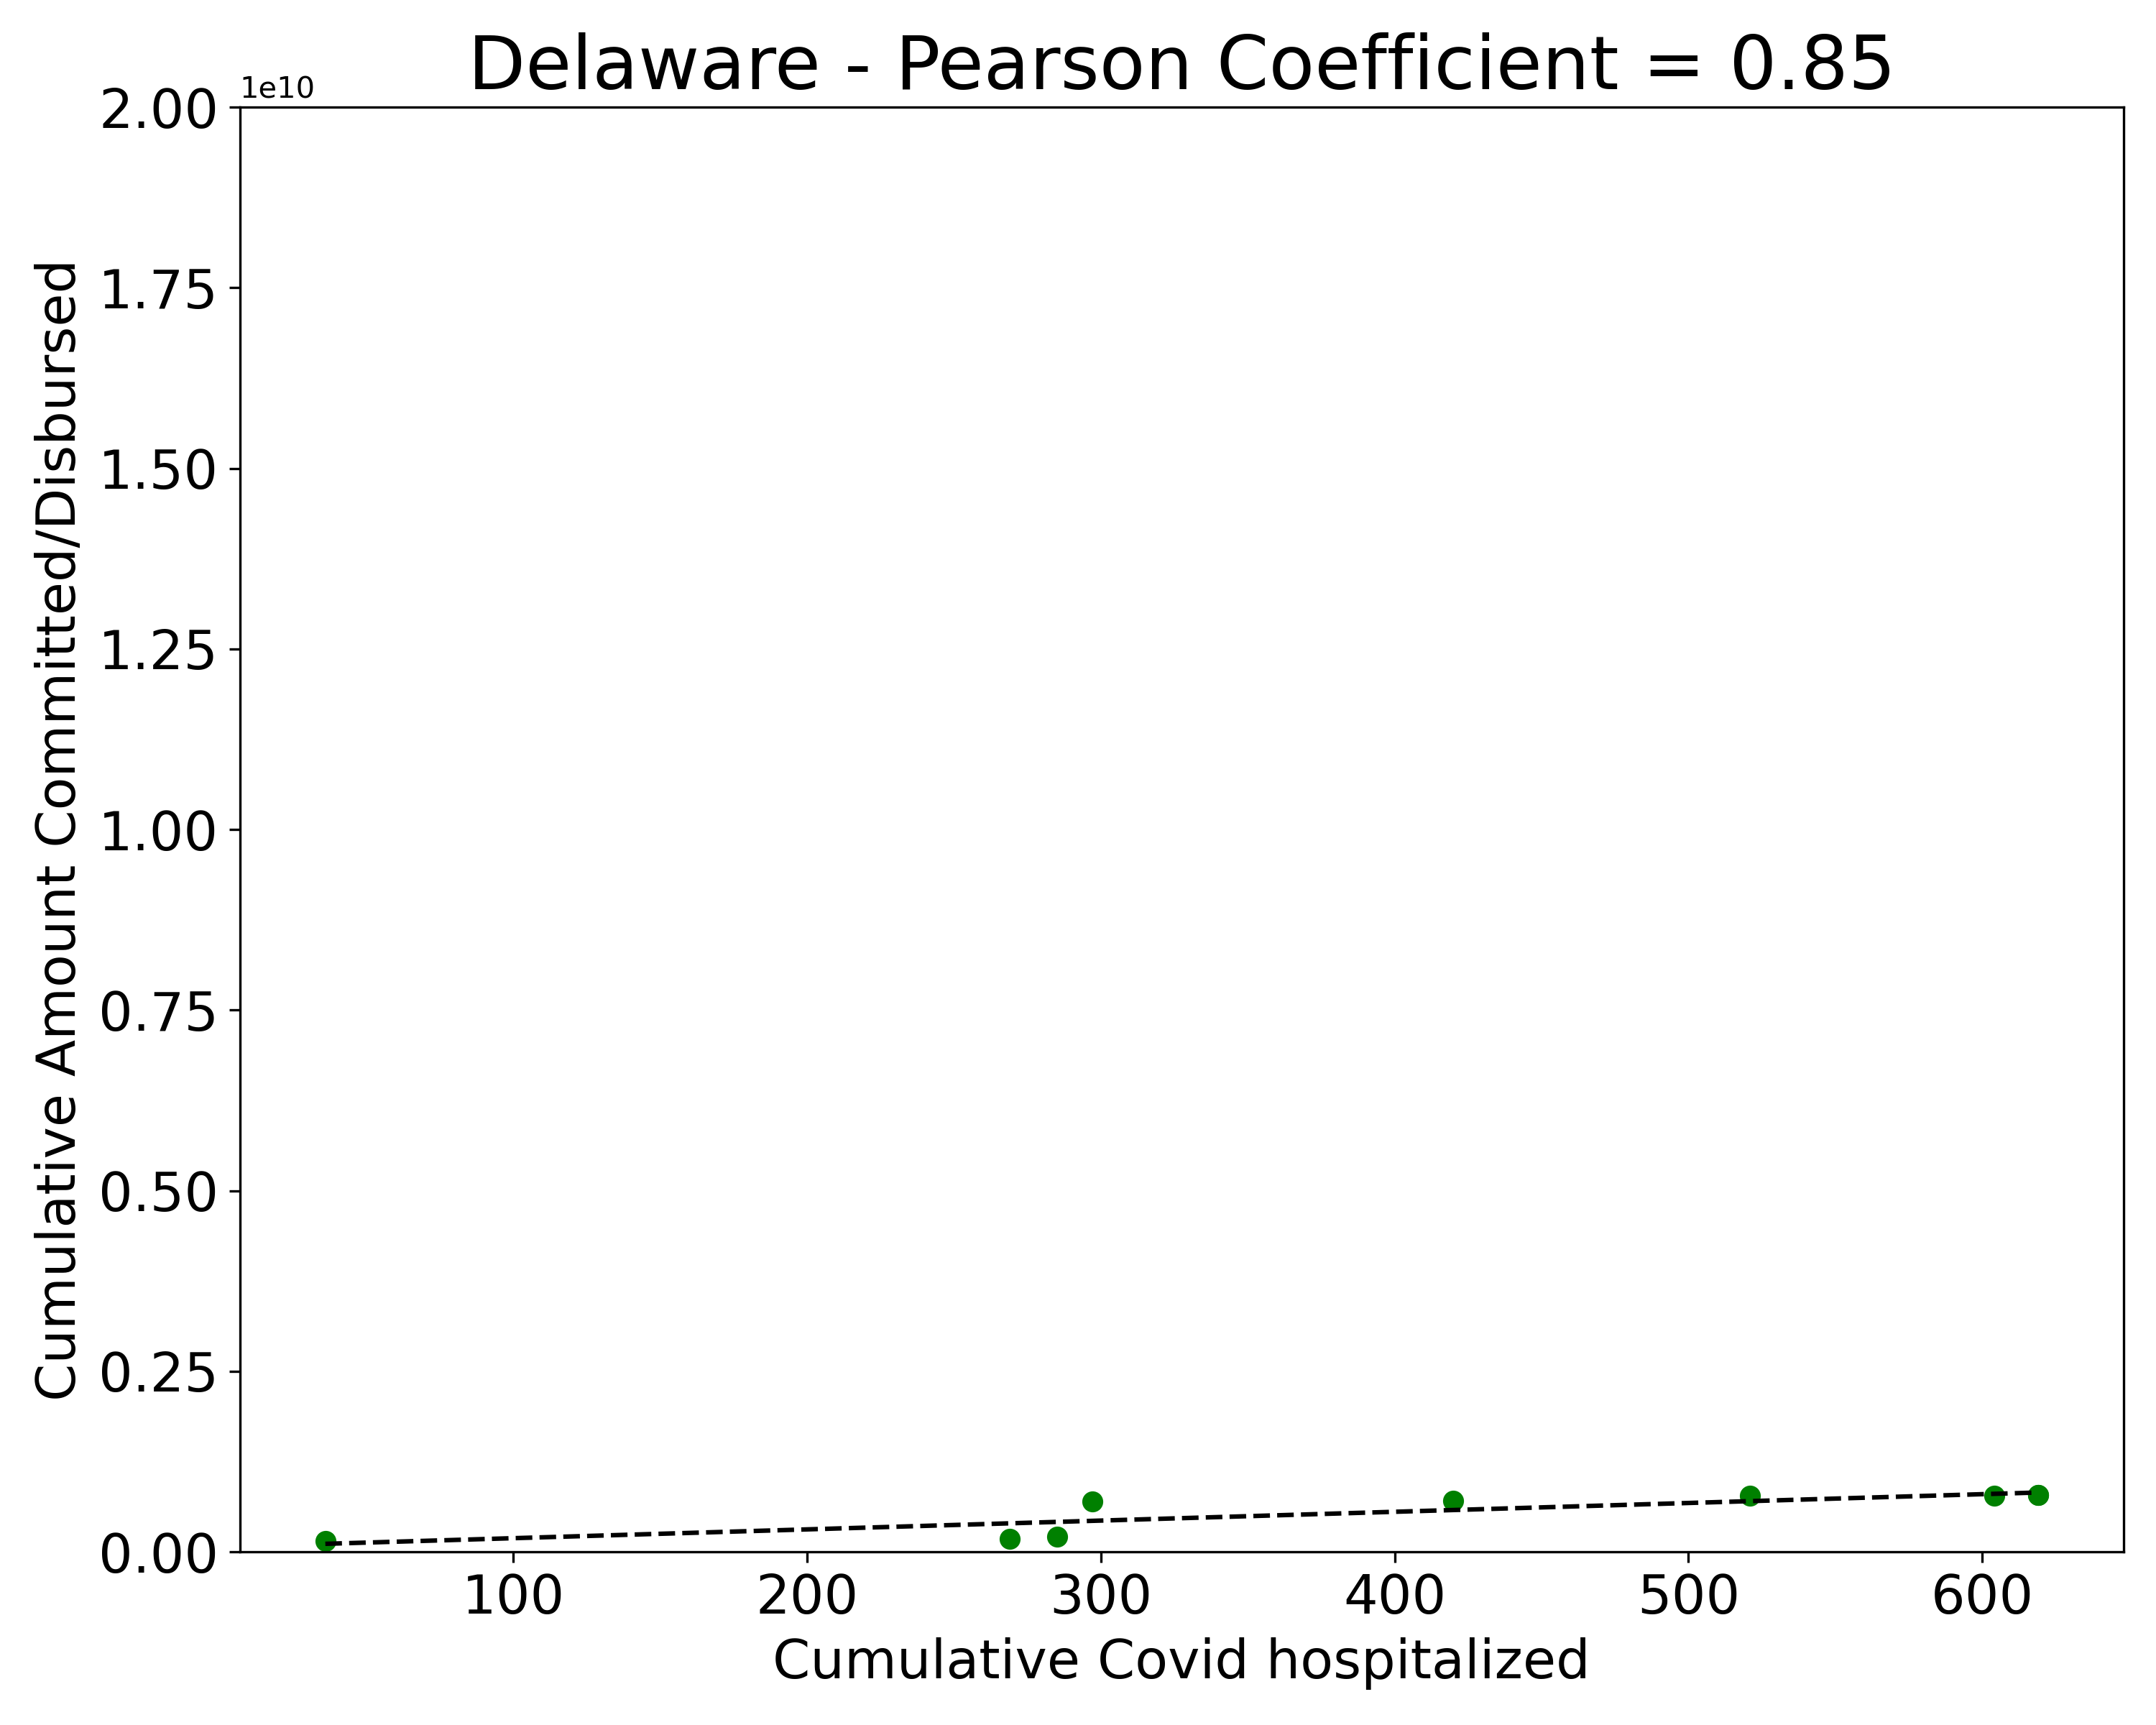 Delaware - Pearson Coefficient = 0.85
1e10
2.00
1.75
1.50
1.25
1.00
0.75
0.50
0.25
0.00
Cumulative Amount Committed/Disbursed
100 200 300 400 500 600
Cumulative Covid hospitalized